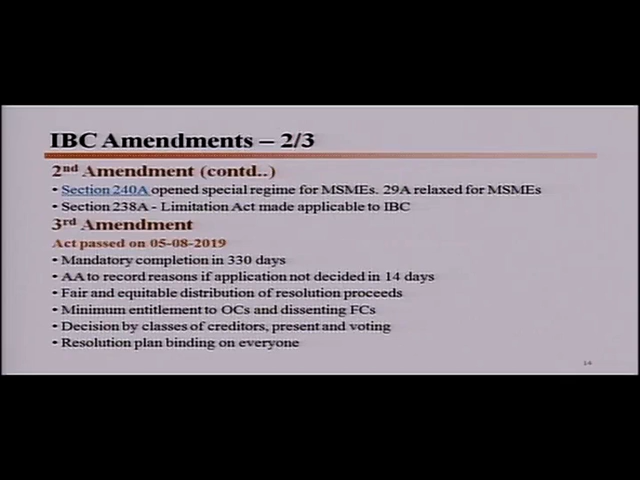 IBC Amendments – 2/3
2nd Amendment (contd..)
• Section 240A opened special regime for MSMEs. 29A relaxed for MSMEs
• Section 238A - Limitation Act made applicable to IBC
3rd Amendment
Act passed on 05-08-2019
• Mandatory completion in 330 days
• AA to record reasons if application not decided in 14 days
• Fair and equitable distribution of resolution proceeds
• Minimum entitlement to OCs and dissenting FCs
• Decision by classes of creditors, present and voting
• Resolution plan binding on everyone
14